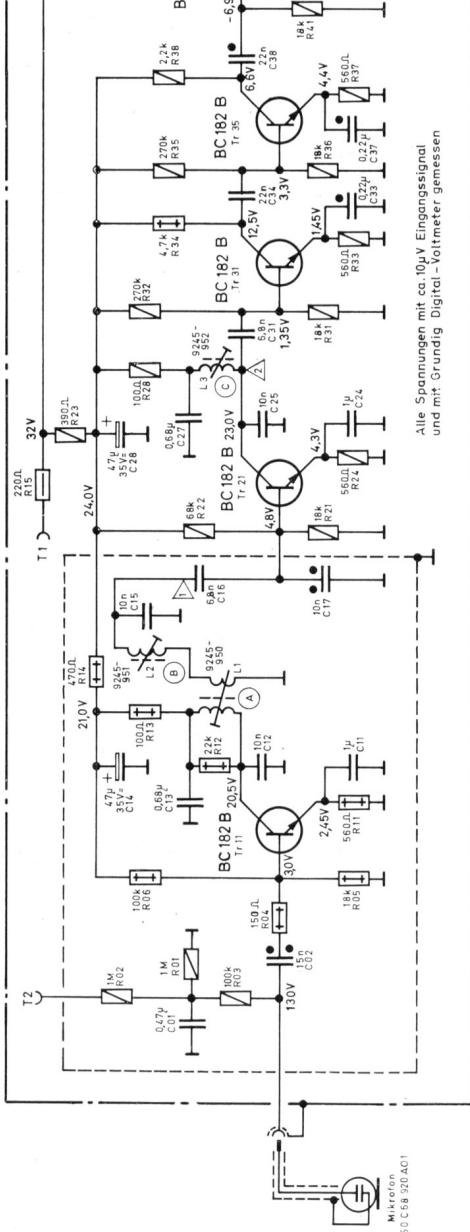 Mikrofon
50 C 68 920 A01
T2
1M
R02
0,47µ
C01
1M
R01
100k
R03
130V
15n
C02
150Ω
R04
100k
R06
3,0V
18k
R05
BC 182 B
Tr 11
2,45V
560Ω
R11
1µ
C11
20,5V
10n
C12
22k
R12
0,68µ
C13
100Ω
R13
21,0V
47µ
35V=
C14
+
470Ω
R14
A
9245-
950
L1
B
9245-
951
L2
10n
C15
1
6,8n
C16
10n
C17
T1
220Ω
R15
32V
390Ω
R23
24,0V
47µ
35V=
C28
+
68k
R22
4,8V
18k
R21
BC 182 B
Tr 21
4,3V
560Ω
R24
1µ
C24
23,0V
10n
C25
0,68µ
C27
100Ω
R28
L3
9245-
952
C
2
6,8n
C31
1,35V
270k
R32
18k
R31
BC 182 B
Tr 31
1,45V
560Ω
R33
0,22µ
C33
12,5V
4,7k
R34
22n
C34
3,3V
270k
R35
18k
R36
BC 182 B
Tr 35
4,4V
560Ω
R37
0,22µ
C37
6,6V
2,2k
R38
22n
C38
18k
R41
Alle Spannungen mit ca. 10µV Eingangssignal
und mit Grundig Digital-Voltmeter gemessen